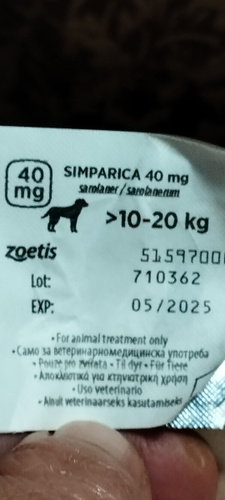 40 mg
SIMPARICA 40 mg
sarolaner / sarolanerum
>10-20 kg
zoetis
5159700
Lot: 710362
EXP: 05/2025
• For animal treatment only
• Само за ветеринарномедицинска употреба
• Pouze pro zvířata • Til dyr • Für Tiere
• Αποκλειστικά για κτηνιατρική χρήση
• Uso veterinario
• Ainult veterinaarseks kasutamiseks